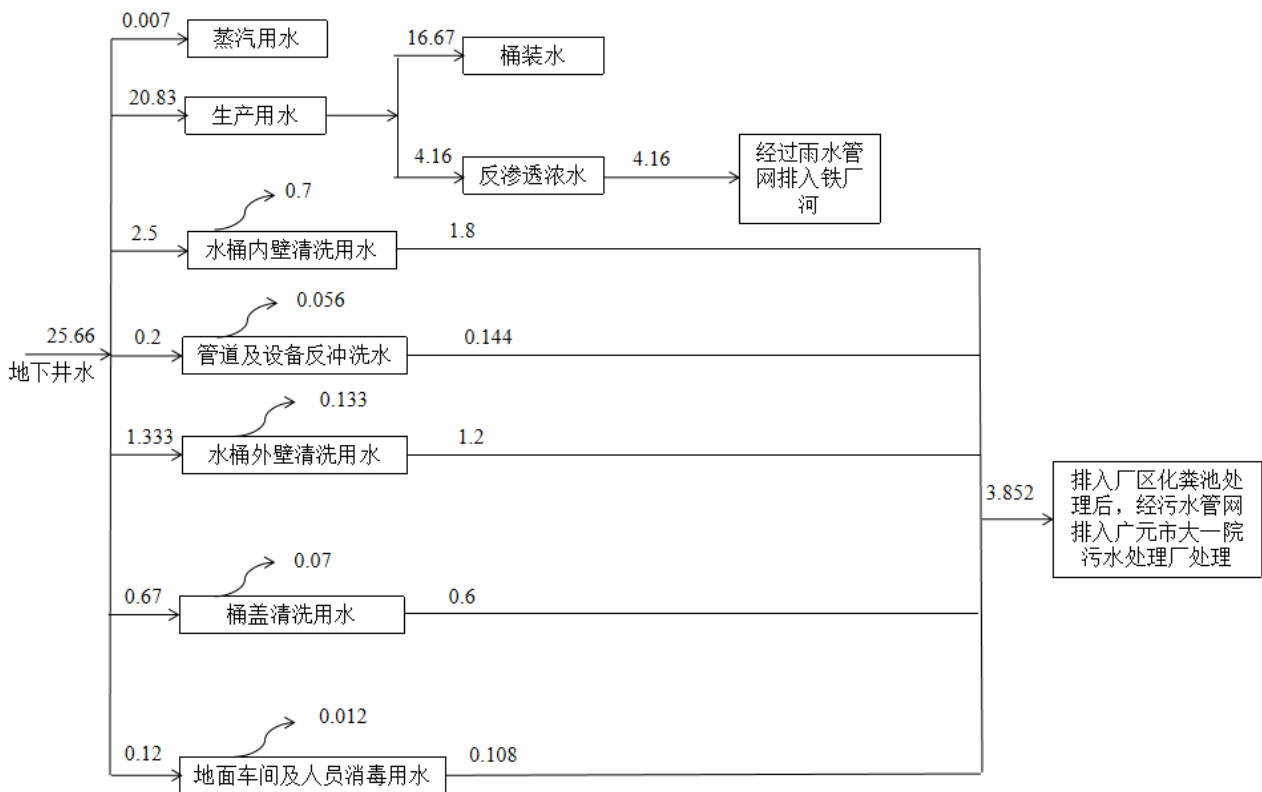 0.007
蒸汽用水
16.67
桶装水
20.83
生产用水
4.16
反渗透浓水
4.16
经过雨水管
网排入铁厂
河
0.7
2.5
水桶内壁清洗用水
1.8
0.056
25.66
地下井水
0.2
管道及设备反冲洗水
0.144
0.133
1.333
水桶外壁清洗用水
1.2
3.852
排入厂区化粪池处
理后，经污水管网
排入广元市大一院
污水处理厂处理
0.07
0.67
桶盖清洗用水
0.6
0.012
0.12
地面车间及人员消毒用水
0.108